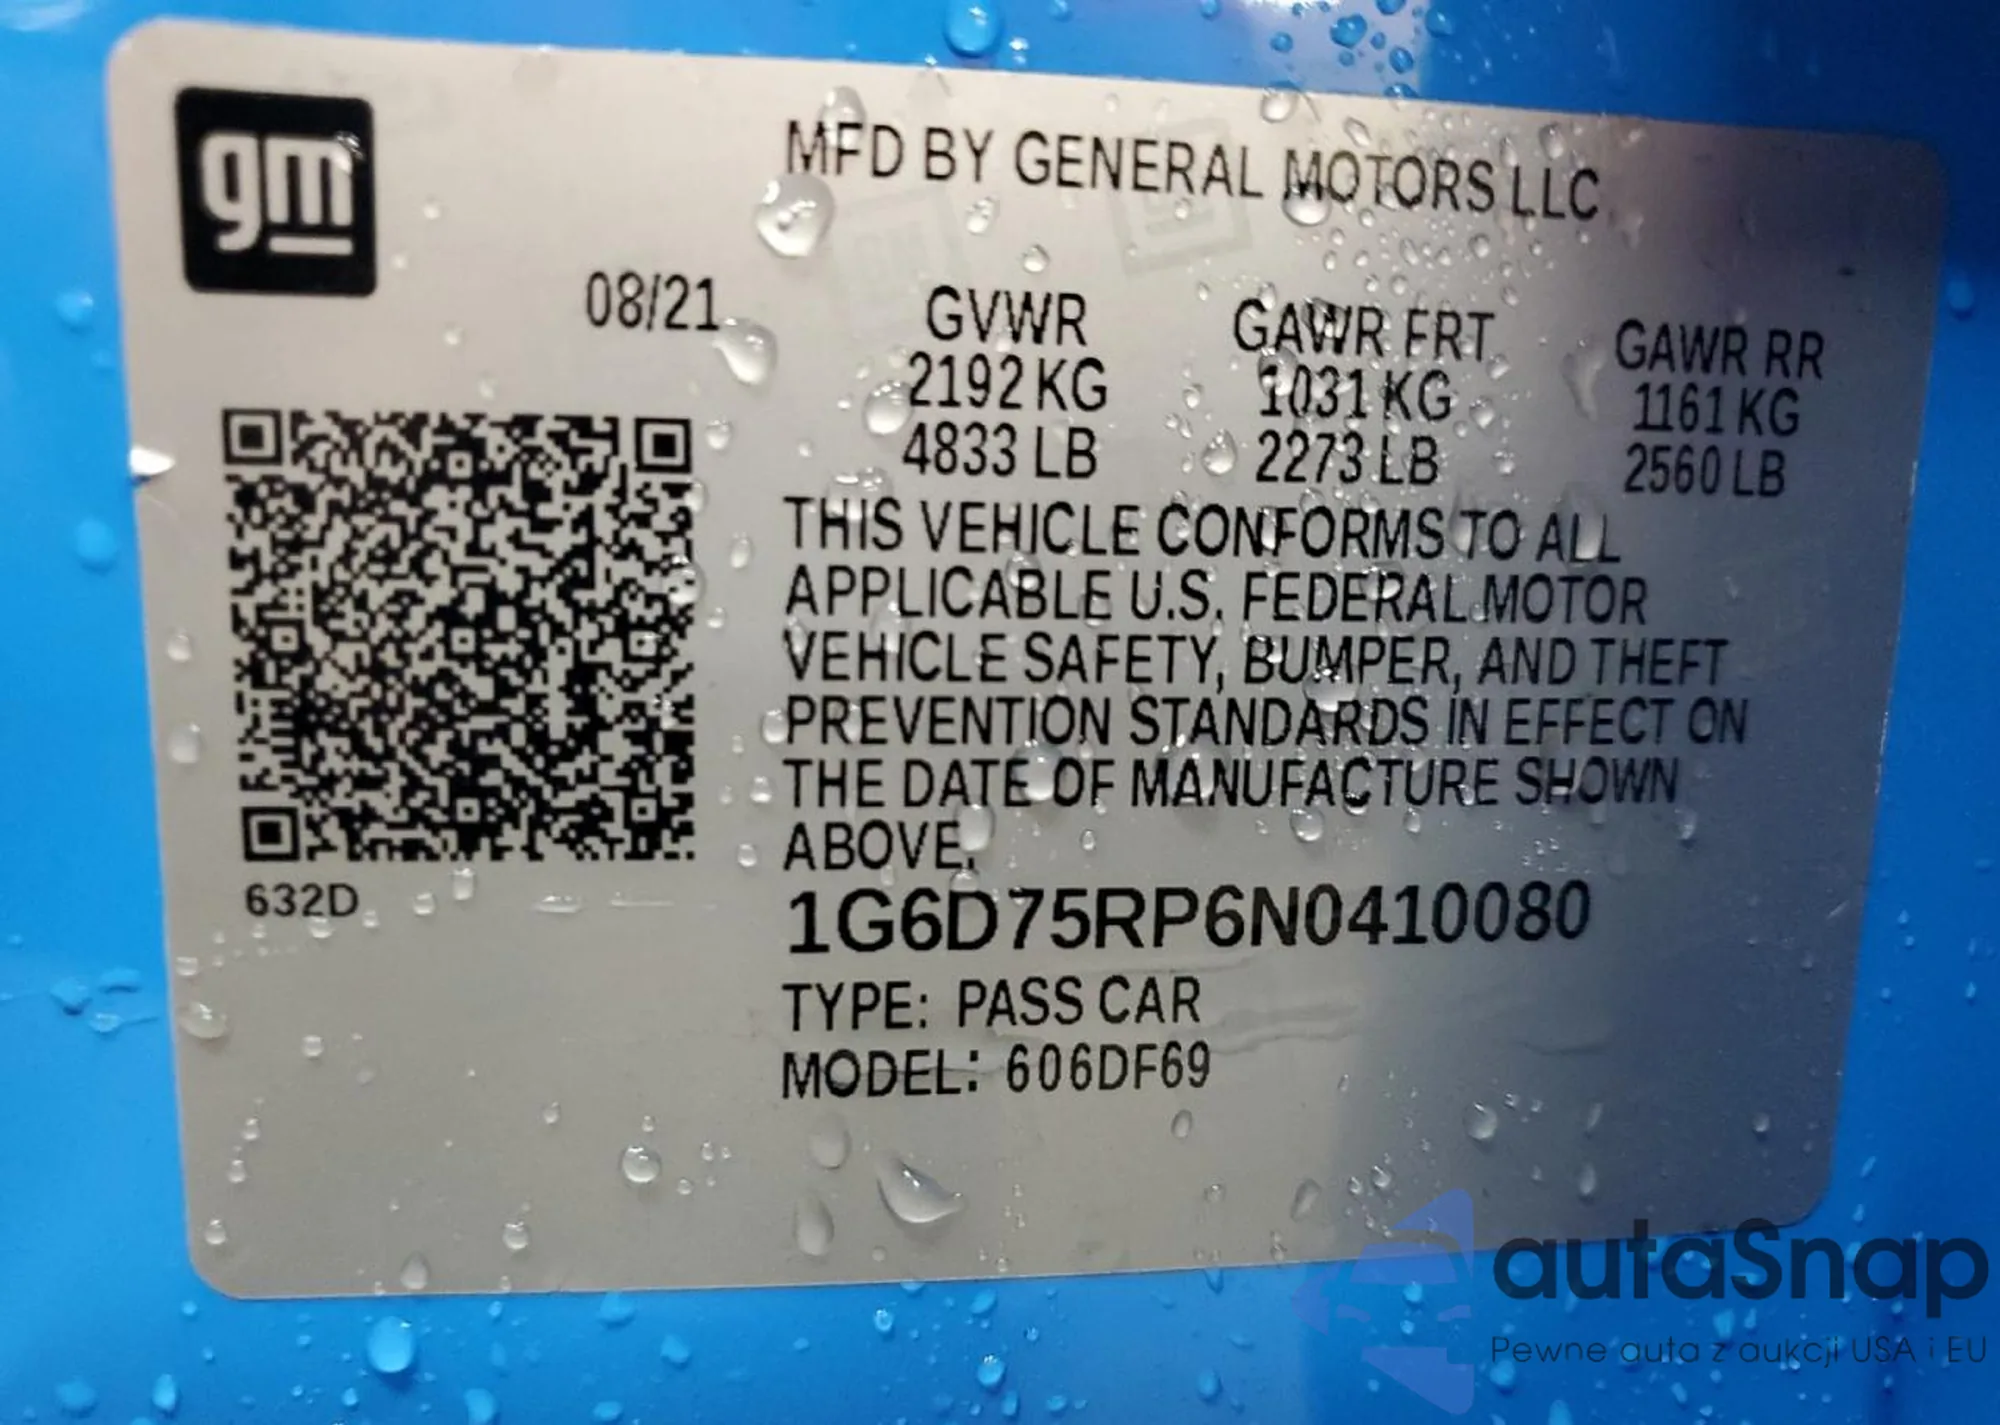 gm
MFD BY GENERAL MOTORS LLC
08/21
GVWR GAWR FRT GAWR RR
2192 KG 1031 KG 1161 KG
4833 LB 2273 LB 2560 LB
THIS VEHICLE CONFORMS TO ALL
APPLICABLE U.S. FEDERAL MOTOR
VEHICLE SAFETY, BUMPER, AND THEFT
PREVENTION STANDARDS IN EFFECT ON
THE DATE OF MANUFACTURE SHOWN
ABOVE.
632D
1G6D75RP6N0410080
TYPE: PASS CAR
MODEL: 606DF69
autaSnap
Pewne auta z aukcji USA i EU